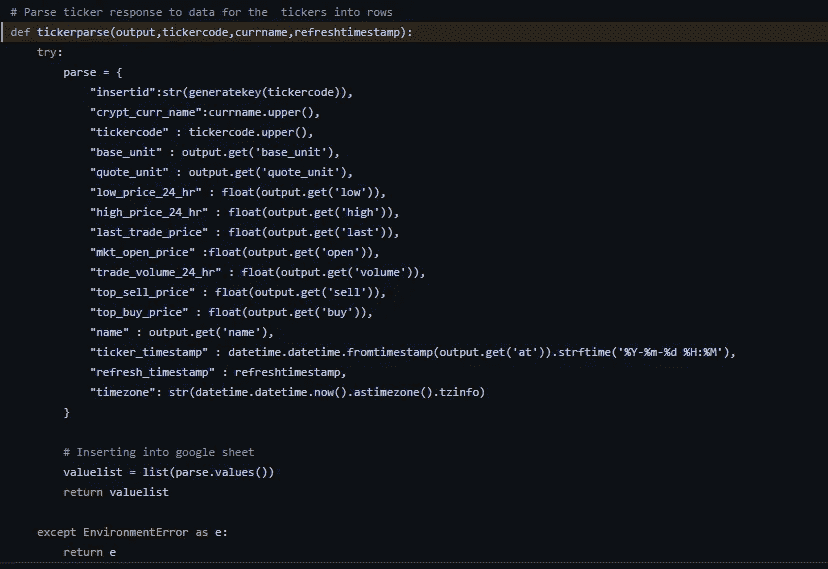 # Parse ticker response to data for the  tickers into rows
def tickerparse(output,tickercode,currname,refreshtimestamp):
    try:
        parse = {
            "insertid":str(generatekey(tickercode)),
            "crypt_curr_name":currname.upper(),
            "tickercode" : tickercode.upper(),
            "base_unit" : output.get('base_unit'),
            "quote_unit" : output.get('quote_unit'),
            "low_price_24_hr" : float(output.get('low')),
            "high_price_24_hr" : float(output.get('high')),
            "last_trade_price" : float(output.get('last')),
            "mkt_open_price" :float(output.get('open')),
            "trade_volume_24_hr" : float(output.get('volume')),
            "top_sell_price" : float(output.get('sell')),
            "top_buy_price" : float(output.get('buy')),
            "name" : output.get('name'),
            "ticker_timestamp" : datetime.datetime.fromtimestamp(output.get('at')).strftime('%Y-%m-%d %H:%M'),
            "refresh_timestamp" : refreshtimestamp,
            "timezone": str(datetime.datetime.now().astimezone().tzinfo)
        }

        # Inserting into google sheet
        valuelist = list(parse.values())
        return valuelist

    except EnvironmentError as e:
        return e